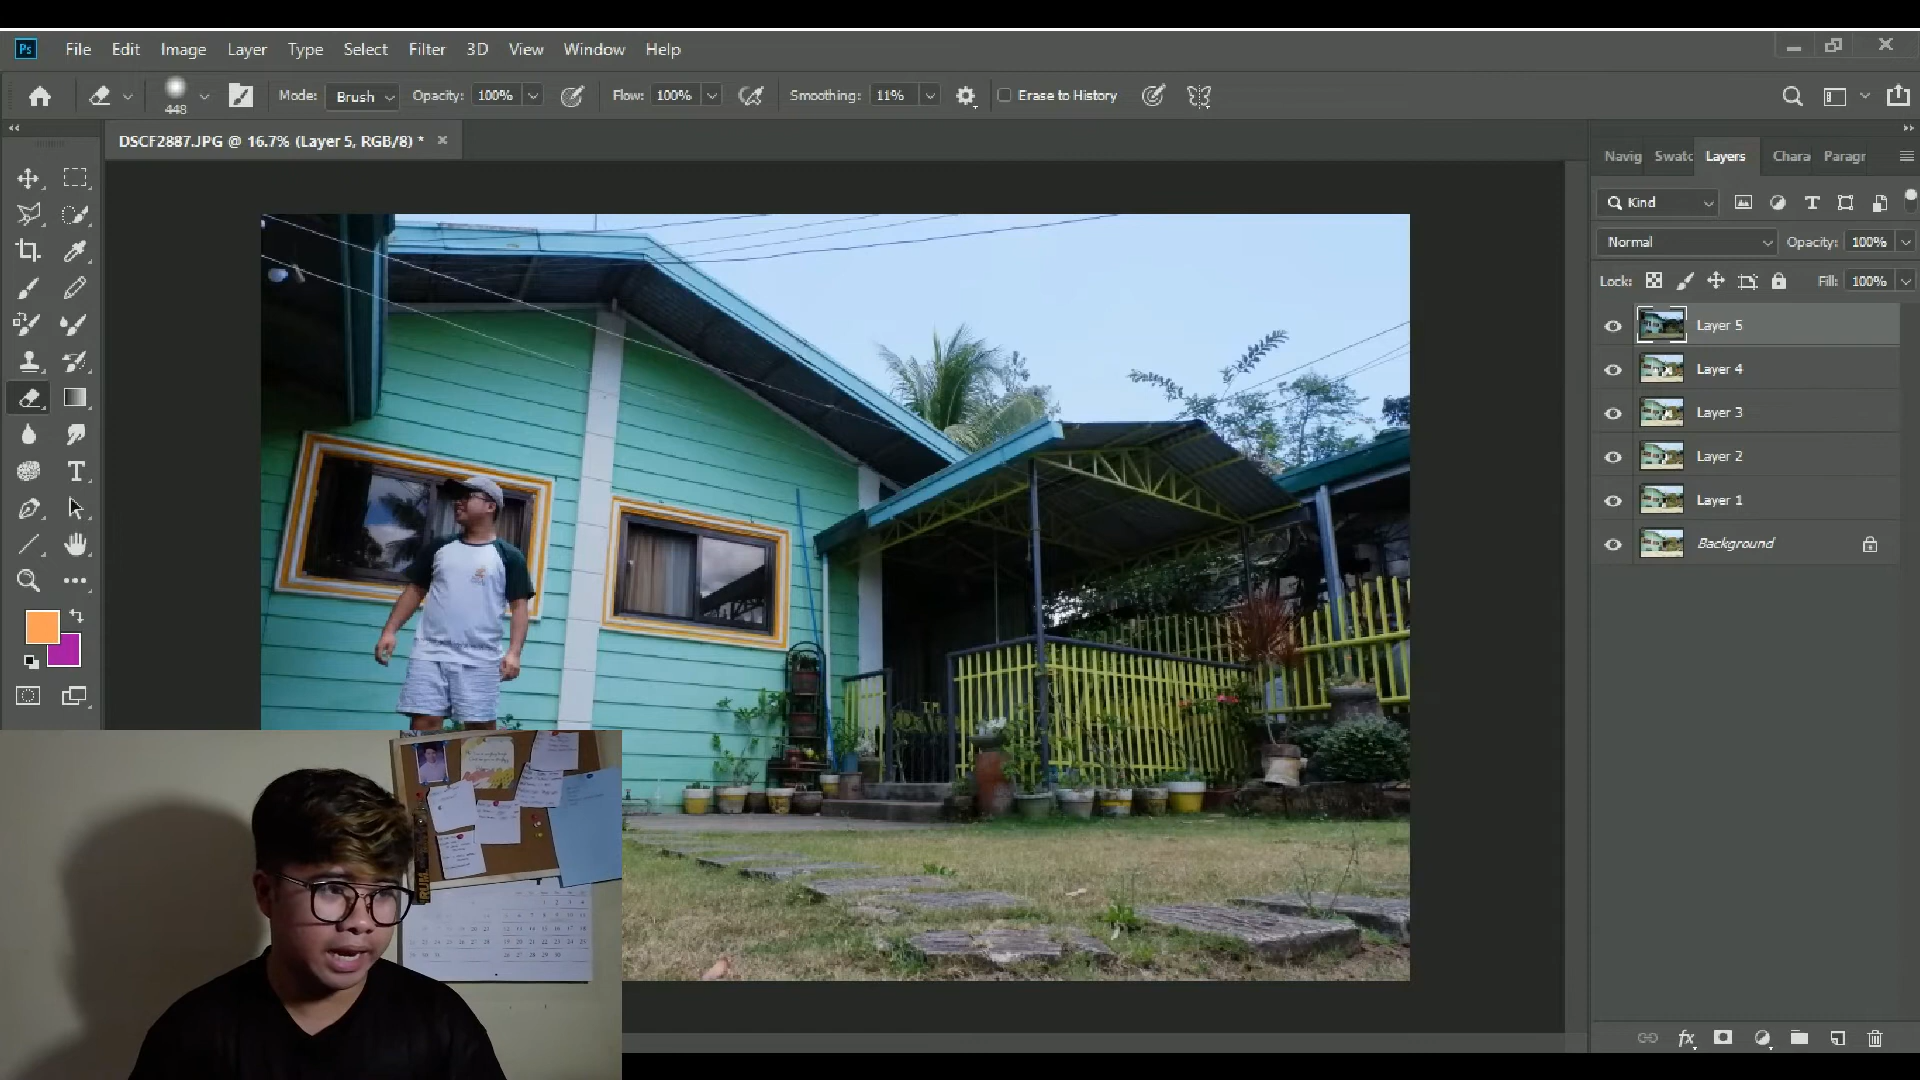 Ps File Edit Image Layer Type Select Filter 3D View Window Help
448 Mode: Brush Opacity: 100% Flow: 100% Smoothing: 11% Erase to History
DSCF2887.JPG @ 16.7% (Layer 5, RGB/8) *
Navig Swatc Layers Chara Paragr
Kind
Normal Opacity: 100%
Lock: Fill: 100%
Layer 5
Layer 4
Layer 3
Layer 2
Layer 1
Background